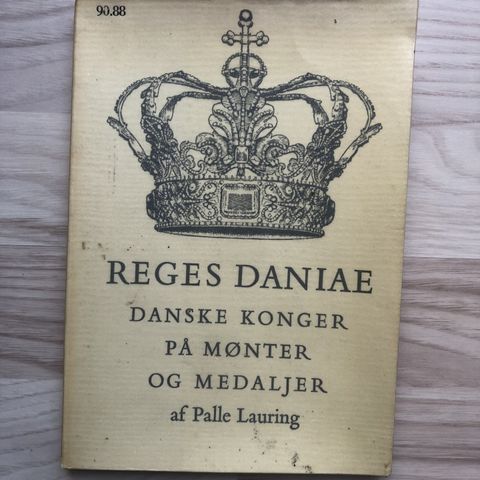 90.88
REGES DANIAE
DANSKE KONGER
PÅ MØNTER
OG MEDALJER
af Palle Lauring